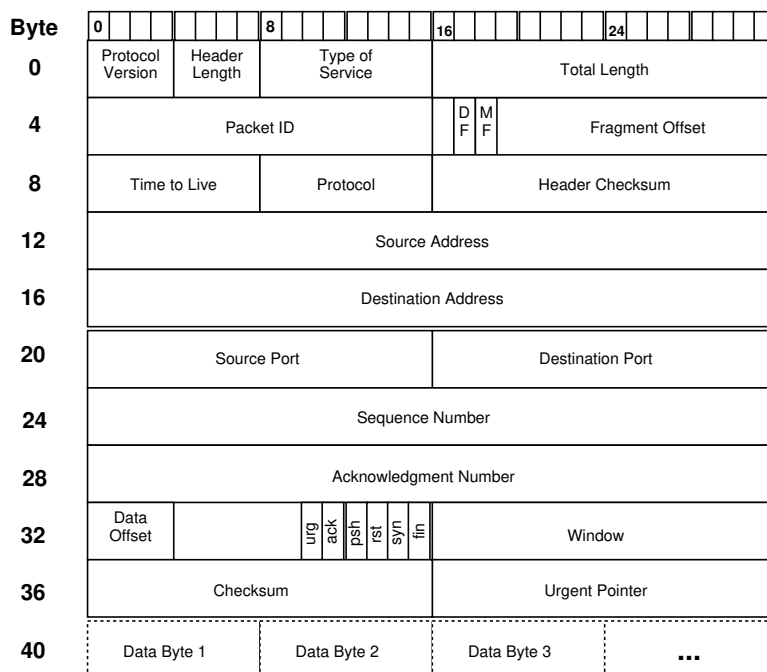 Byte 0 8 16 24
0 Protocol Version Header Length Type of Service Total Length
4 Packet ID D F M F Fragment Offset
8 Time to Live Protocol Header Checksum
12 Source Address
16 Destination Address
20 Source Port Destination Port
24 Sequence Number
28 Acknowledgment Number
32 Data Offset urg ack psh rst syn fin Window
36 Checksum Urgent Pointer
40 Data Byte 1 Data Byte 2 Data Byte 3 ...